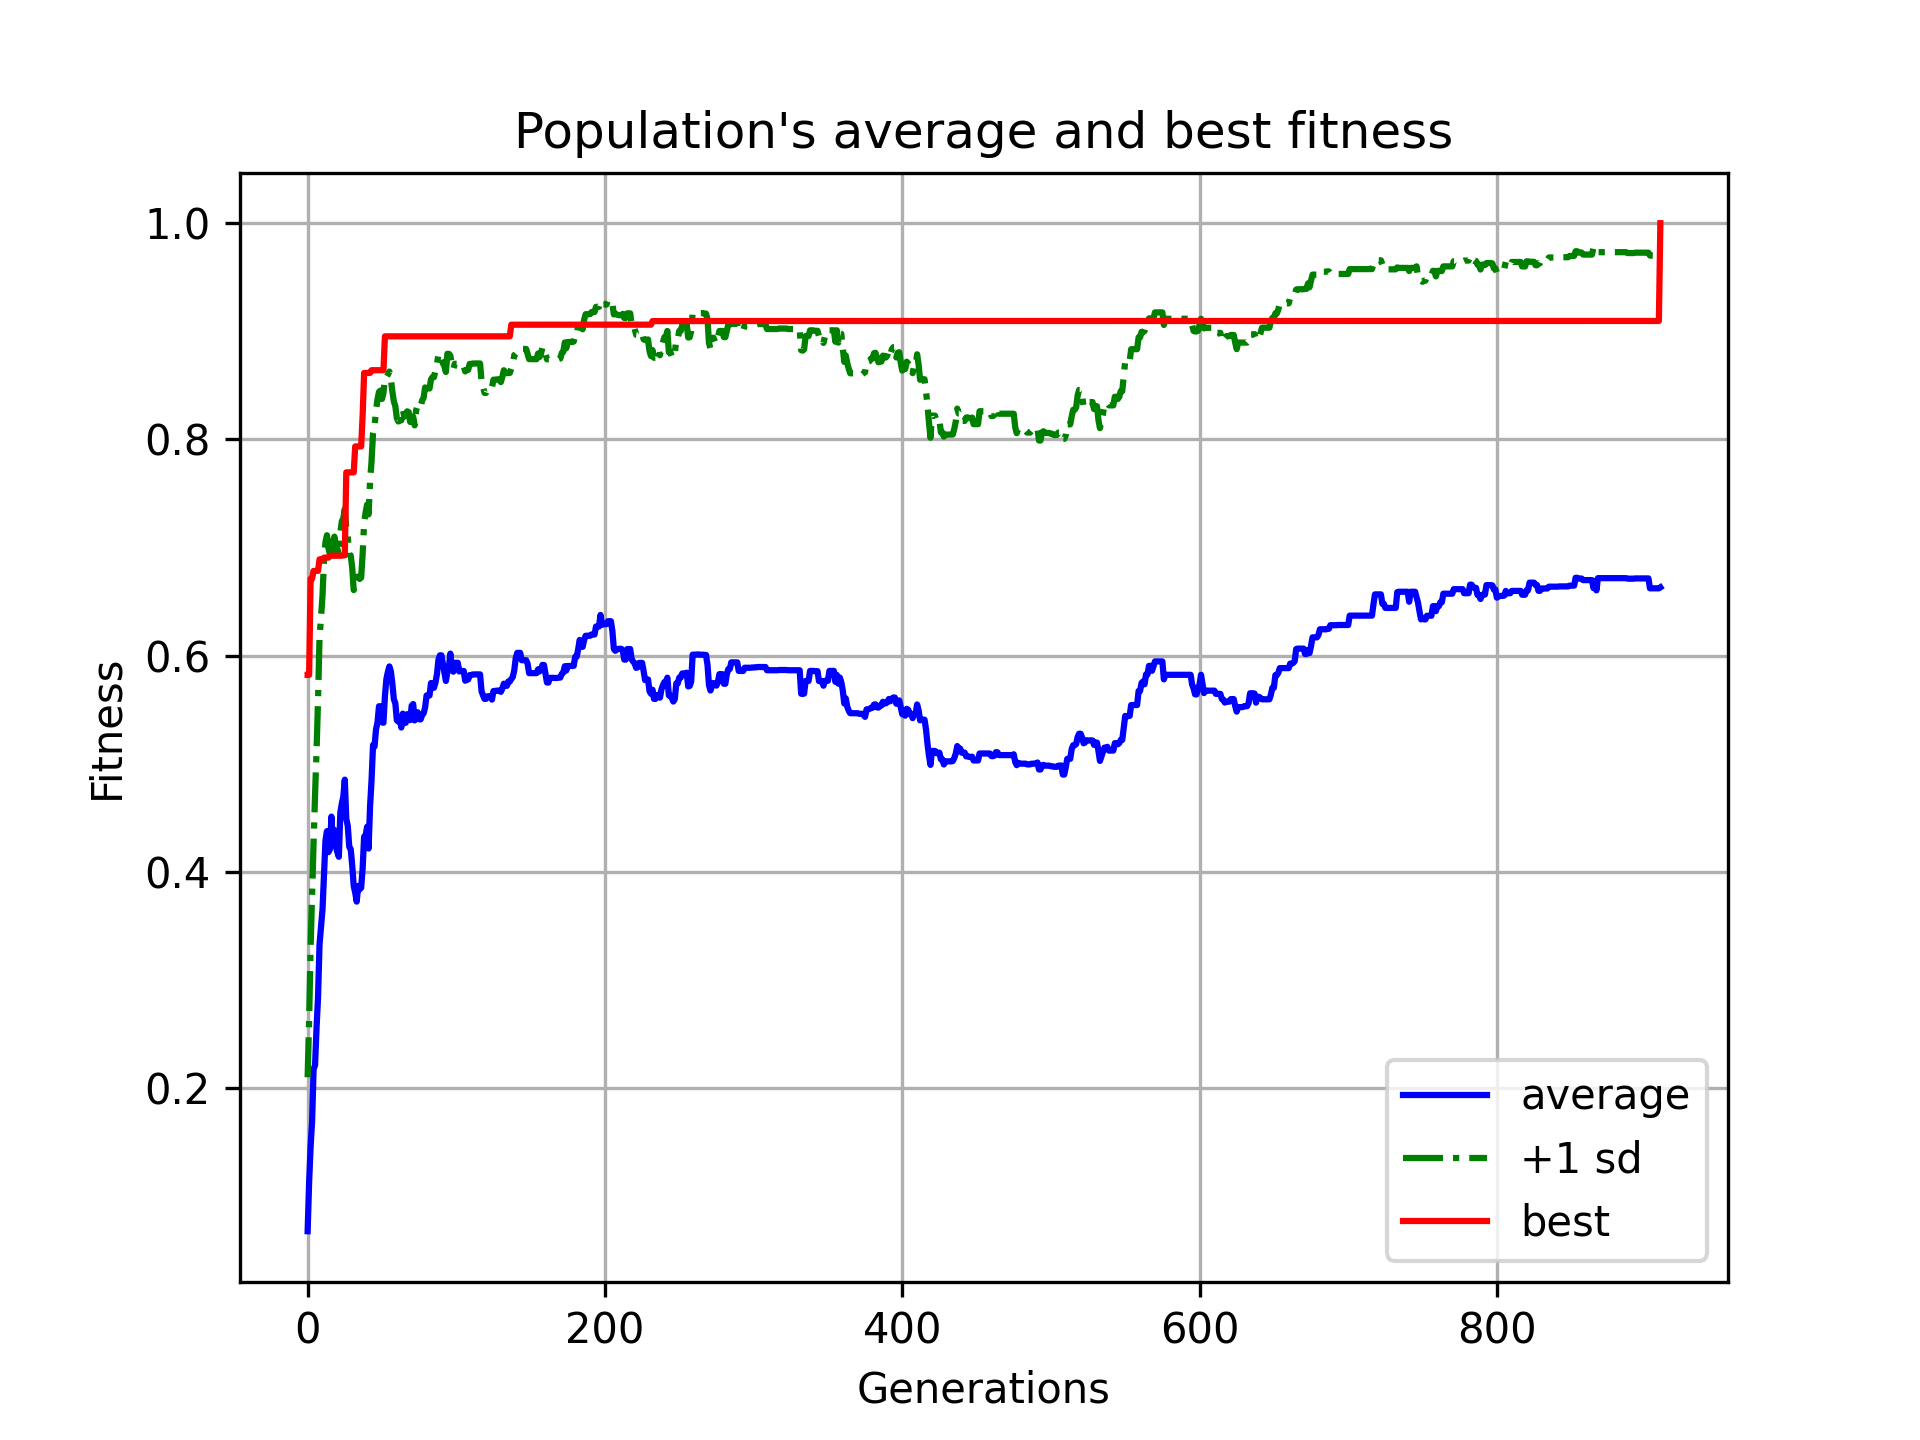 Population's average and best fitness
1.0
0.8
0.6
0.4
0.2
Fitness
0
200
400
600
800
Generations
average
+1 sd
best